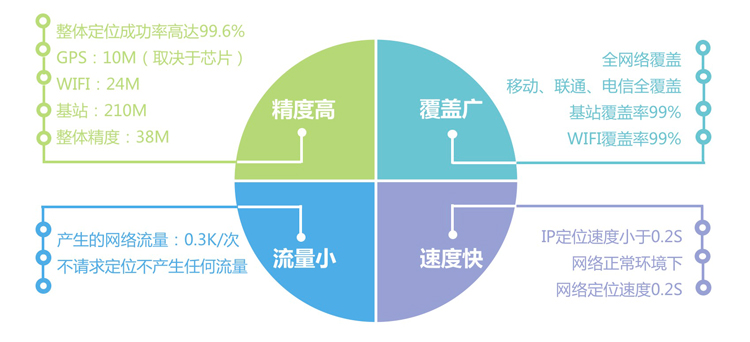 整体定位成功率高达99.6%
GPS：10M（取决于芯片）
WIFI：24M
基站：210M
整体精度：38M
精度高
覆盖广
全网络覆盖
移动、联通、电信全覆盖
基站覆盖率99%
WIFI覆盖率99%
产生的网络流量：0.3K/次
不请求定位不产生任何流量
流量小
速度快
IP定位速度小于0.2S
网络正常环境下
网络定位速度0.2S